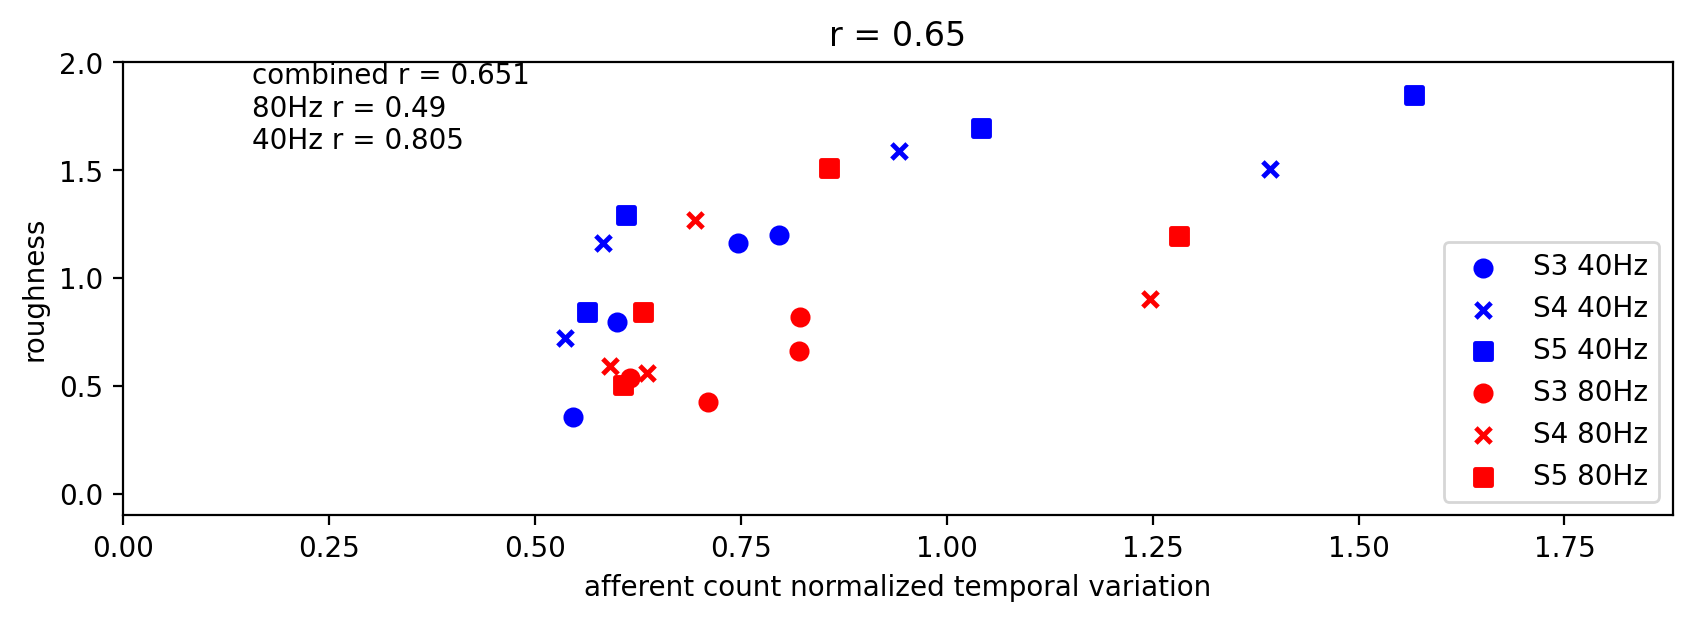 r = 0.65
combined r = 0.651
80Hz r = 0.49
40Hz r = 0.805
roughness
2.0
1.5
1.0
0.5
0.0
S3 40Hz
S4 40Hz
S5 40Hz
S3 80Hz
S4 80Hz
S5 80Hz
0.00 0.25 0.50 0.75 1.00 1.25 1.50 1.75
afferent count normalized temporal variation